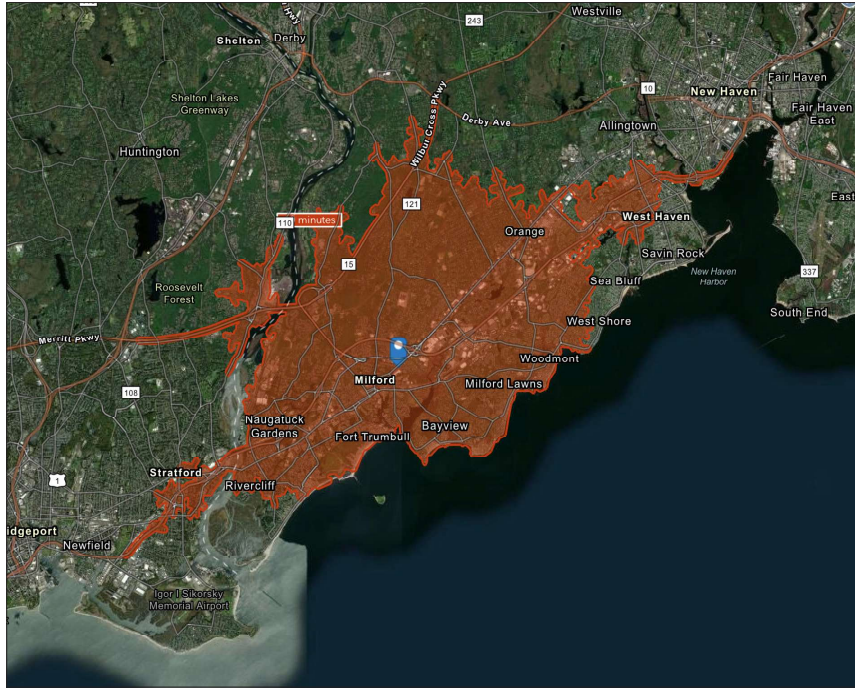 Hwy
243
Westville
Shelton
Derby
Fair Haven
10
New Haven
Shelton Lakes
Greenway
Wilbur Cross Pkwy
Derby Ave
Fair Haven
East
Allingtown
Huntington
121
East
110
minutes
West Haven
Orange
Savin Rock
15
New Haven
Harbor
337
Sea Bluff
Roosevelt
Forest
South End
West Shore
Merritt Pkwy
Woodmont
Milford
Milford Lawns
108
Naugatuck
Gardens
Bayview
Fort Trumbull
Stratford
1
Rivercliff
idgeport
Newfield
Igor I Sikorsky
Memorial Airport